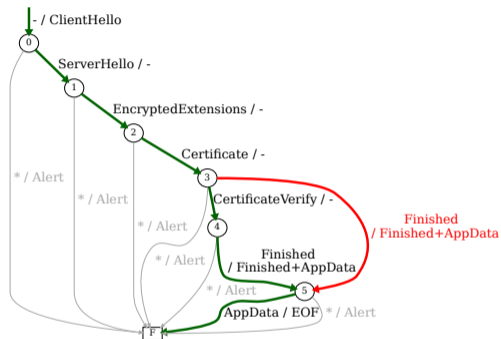 - / ClientHello
0
ServerHello / -
1
EncryptedExtensions / -
2
Certificate / -
* / Alert
3
* / Alert
CertificateVerify / -
* / Alert
4
Finished
/ Finished+AppData
* / Alert
Finished
/ Finished+AppData
* / Alert
5
AppData / EOF
* / Alert
F